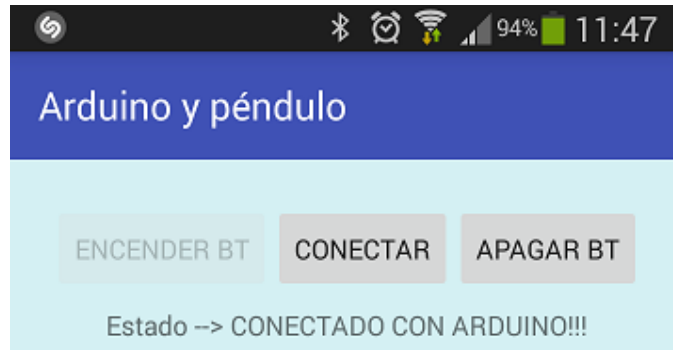 94% 11:47
Arduino y péndulo
ENCENDER BT CONECTAR APAGAR BT
Estado --> CONECTADO CON ARDUINO!!!